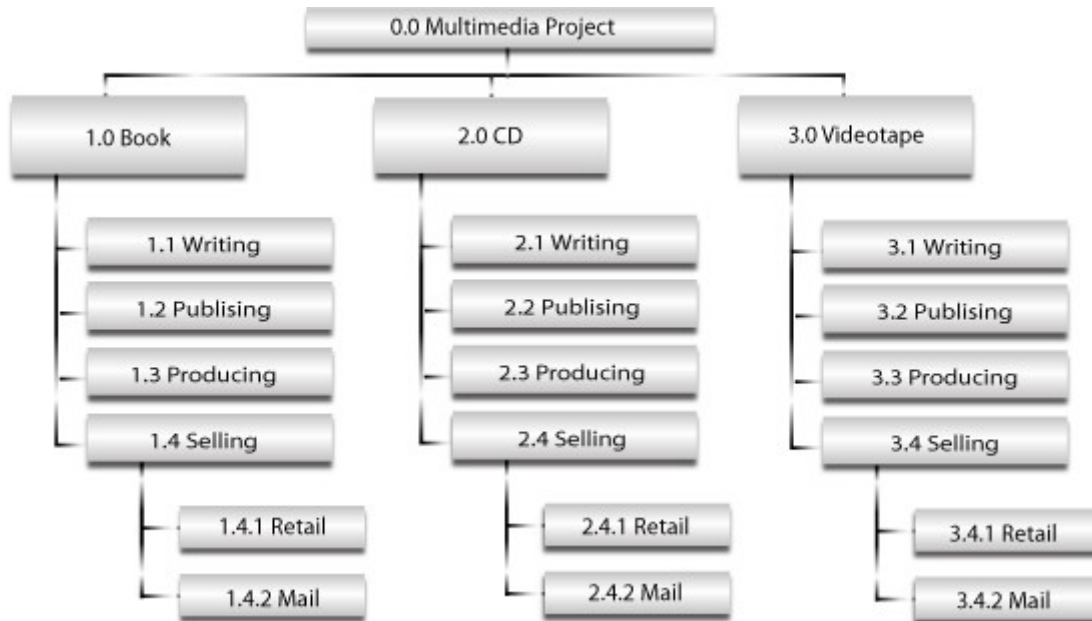 0.0 Multimedia Project
1.0 Book
2.0 CD
3.0 Videotape
1.1 Writing
1.2 Publising
1.3 Producing
1.4 Selling
1.4.1 Retail
1.4.2 Mail
2.1 Writing
2.2 Publising
2.3 Producing
2.4 Selling
2.4.1 Retail
2.4.2 Mail
3.1 Writing
3.2 Publising
3.3 Producing
3.4 Selling
3.4.1 Retail
3.4.2 Mail